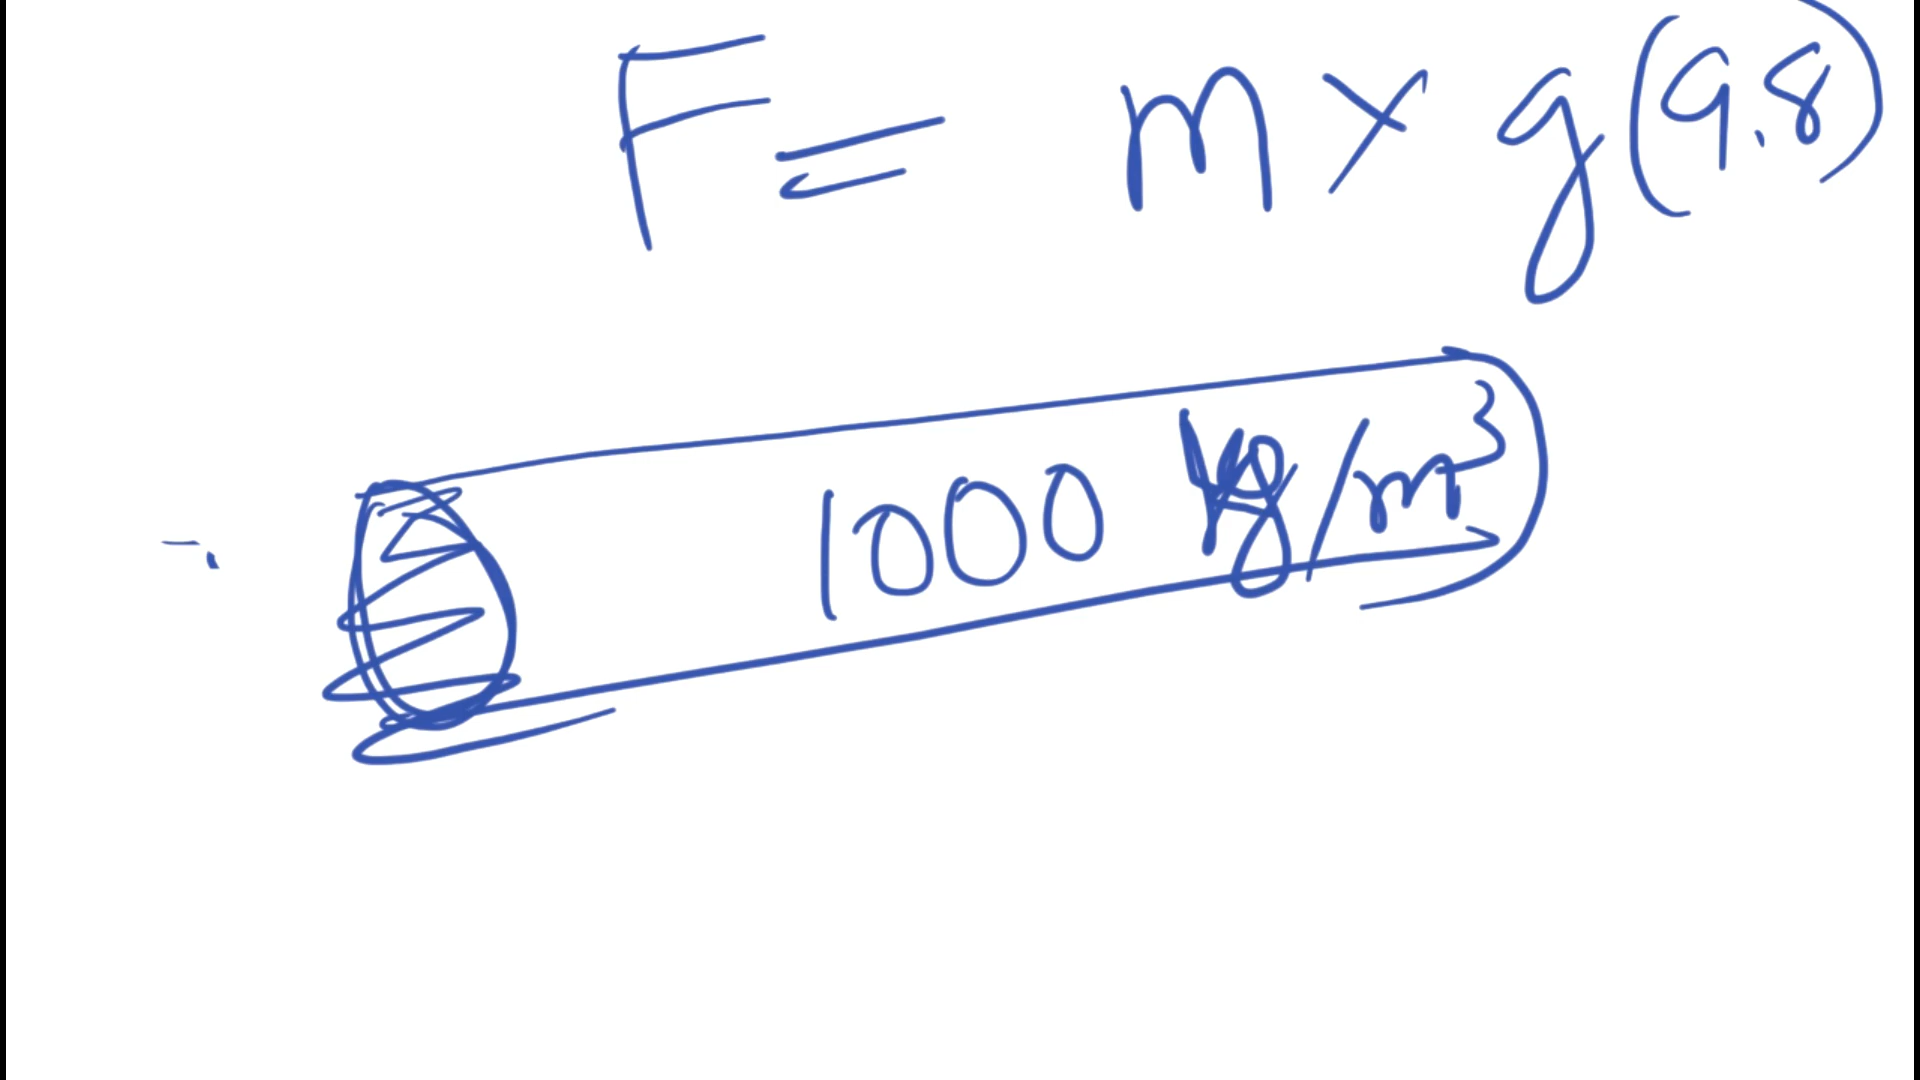 F = m × g (9.8)
1000 kg/m³